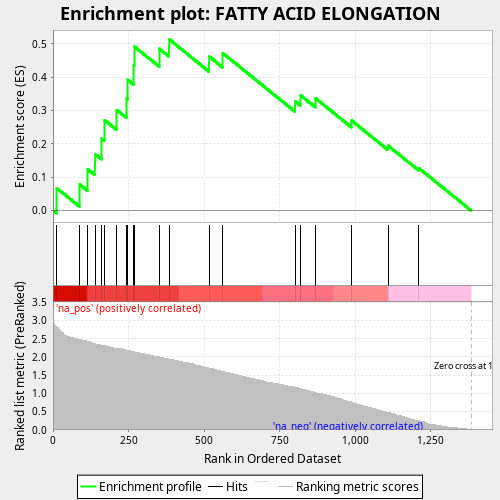 Enrichment plot: FATTY ACID ELONGATION
Enrichment score (ES)
0.5
0.4
0.3
0.2
0.1
0.0
'na_pos' (positively correlated)
Ranked list metric (PreRanked)
3.5
3.0
2.5
2.0
1.5
1.0
0.5
0.0
Zero cross at 1
'na_neg' (negatively correlated)
0 250 500 750 1,000 1,250
Rank in Ordered Dataset
Enrichment profile Hits Ranking metric scores